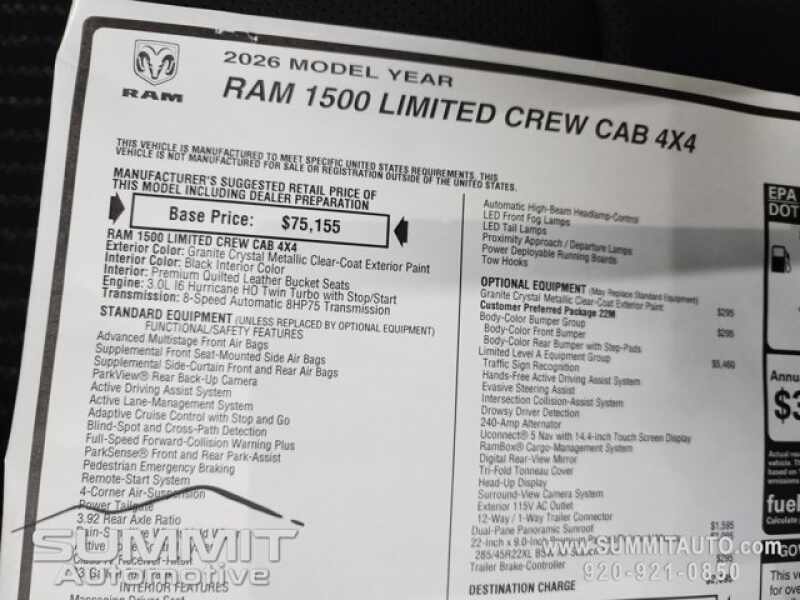 RAM
2026 MODEL YEAR
RAM 1500 LIMITED CREW CAB 4X4
THIS VEHICLE IS MANUFACTURED TO MEET SPECIFIC UNITED STATES REQUIREMENTS. THIS
VEHICLE IS NOT MANUFACTURED FOR SALE OR REGISTRATION OUTSIDE OF THE UNITED STATES.
MANUFACTURER'S SUGGESTED RETAIL PRICE OF
THIS MODEL INCLUDING DEALER PREPARATION
Base Price: $75,155
RAM 1500 LIMITED CREW CAB 4X4
Exterior Color: Granite Crystal Metallic Clear-Coat Exterior Paint
Interior Color: Black Interior Color
Interior: Premium Quilted Leather Bucket Seats
Engine: 3.0L I6 Hurricane HO Twin Turbo with Stop/Start
Transmission: 8-Speed Automatic 8HP75 Transmission
STANDARD EQUIPMENT (UNLESS REPLACED BY OPTIONAL EQUIPMENT)
FUNCTIONAL/SAFETY FEATURES
Advanced Multistage Front Air Bags
Supplemental Front Seat-Mounted Side Air Bags
Supplemental Side-Curtain Front and Rear Air Bags
ParkView® Rear Back-Up Camera
Active Driving Assist System
Active Lane-Management System
Adaptive Cruise Control with Stop and Go
Blind-Spot and Cross-Path Detection
Full-Speed Forward-Collision Warning Plus
ParkSense® Front and Rear Park-Assist
Pedestrian Emergency Braking
Remote-Start System
4-Corner Air-Suspension
Power Tailgate
3.92 Rear Axle Ratio
INTERIOR FEATURES
Automatic High-Beam Headlamp-Control
LED Front Fog Lamps
LED Tail Lamps
Proximity Approach / Departure Lamps
Power Deployable Running Boards
Tow Hooks
OPTIONAL EQUIPMENT (May Replace Standard Equipment)
Granite Crystal Metallic Clear-Coat Exterior Paint $295
Customer Preferred Package 22M
Body-Color Bumper Group $295
Body-Color Front Bumper
Body-Color Rear Bumper with Step-Pads
Limited Level A Equipment Group $5,460
Traffic Sign Recognition
Hands-Free Active Driving Assist System
Evasive Steering Assist
Intersection Collision-Assist System
Drowsy Driver Detection
240-Amp Alternator
Uconnect® 5 Nav with 14.4-Inch Touch Screen Display
RamBox® Cargo-Management System
Digital Rear-View Mirror
Tri-Fold Tonneau Cover
Head-Up Display
Surround-View Camera System
Exterior 115V AC Outlet
12-Way / 1-Way Trailer Connector
Dual-Pane Panoramic Sunroof $1,595
22-Inch x 9.0-Inch
285/45R22XL
Trailer Brake-Controller
DESTINATION CHARGE
EPA
DOT
Annu
$3
fuel
Calculate
SUMMIT
Automotive
WWW.SUMMITAUTO.COM
920-921-0850